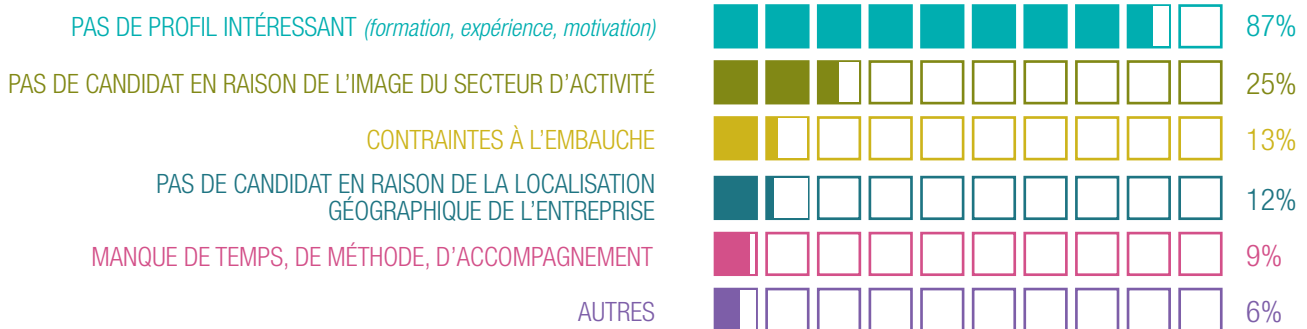 PAS DE PROFIL INTÉRESSANT (formation, expérience, motivation) 87%
PAS DE CANDIDAT EN RAISON DE L'IMAGE DU SECTEUR D'ACTIVITÉ 25%
CONTRAINTES À L'EMBAUCHE 13%
PAS DE CANDIDAT EN RAISON DE LA LOCALISATION
GÉOGRAPHIQUE DE L'ENTREPRISE 12%
MANQUE DE TEMPS, DE MÉTHODE, D'ACCOMPAGNEMENT 9%
AUTRES 6%